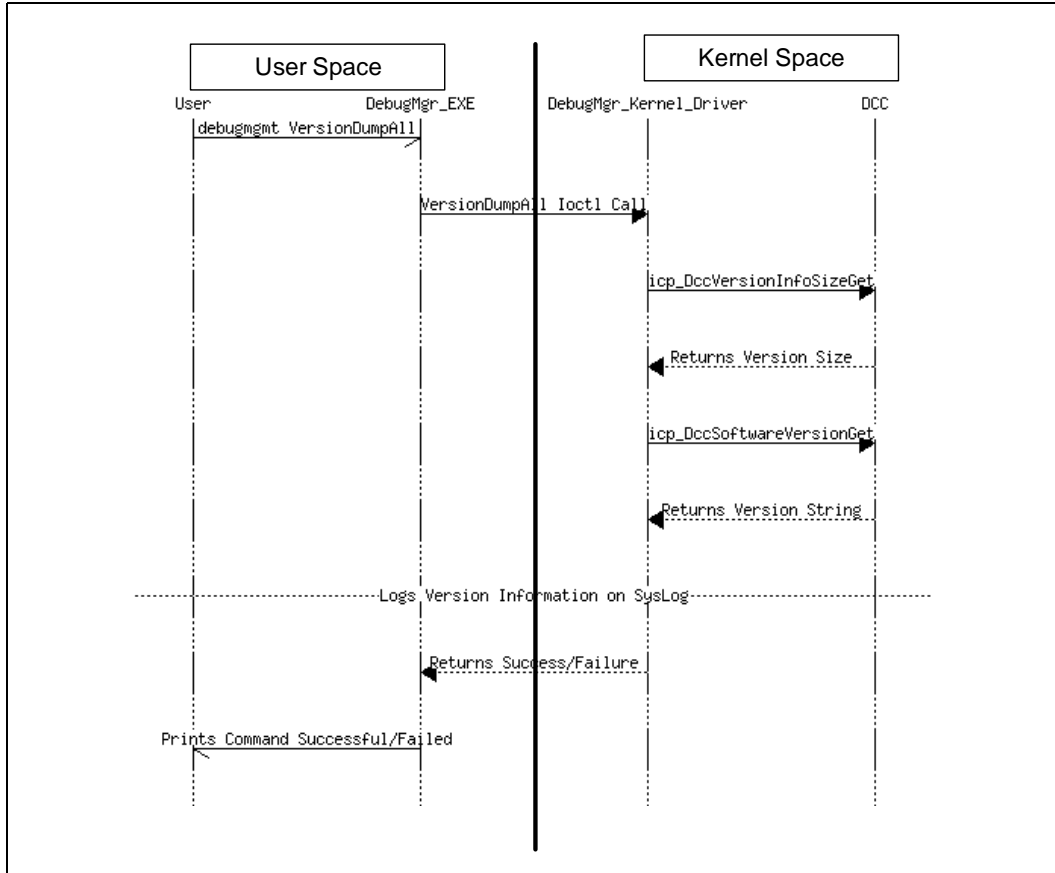 User Space
Kernel Space
User
DebugMgr_EXE
DebugMgr_Kernel_Driver
DCC
debugmgmt VersionDumpAll
VersionDumpAll Ioctl Call
icp_DccVersionInfoSizeGet
Returns Version Size
icp_DccSoftwareVersionGet
Returns Version String
Logs Version Information on SysLog
Returns Success/Failure
Prints Command Successful/Failed